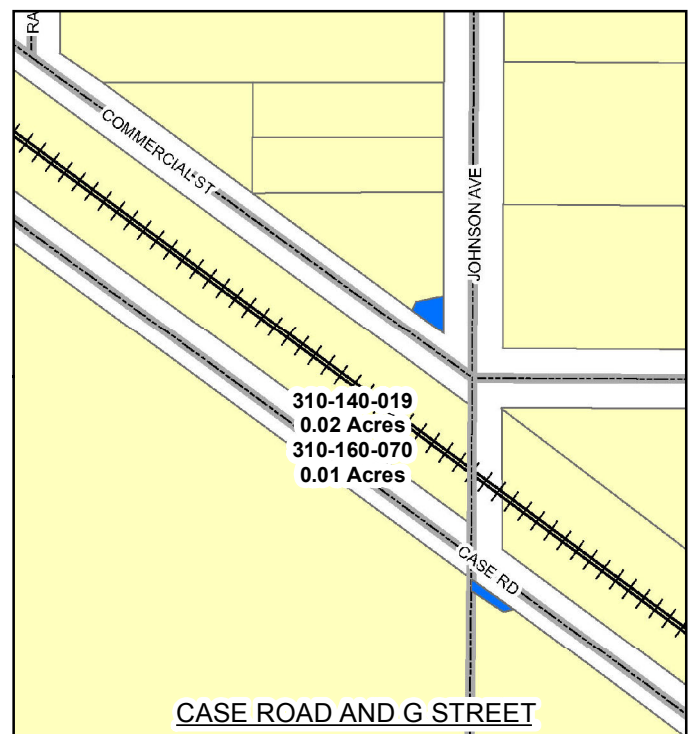 RA
COMMERCIAL ST
JOHNSON AVE
310-140-019
0.02 Acres
310-160-070
0.01 Acres
CASE RD
CASE ROAD AND G STREET